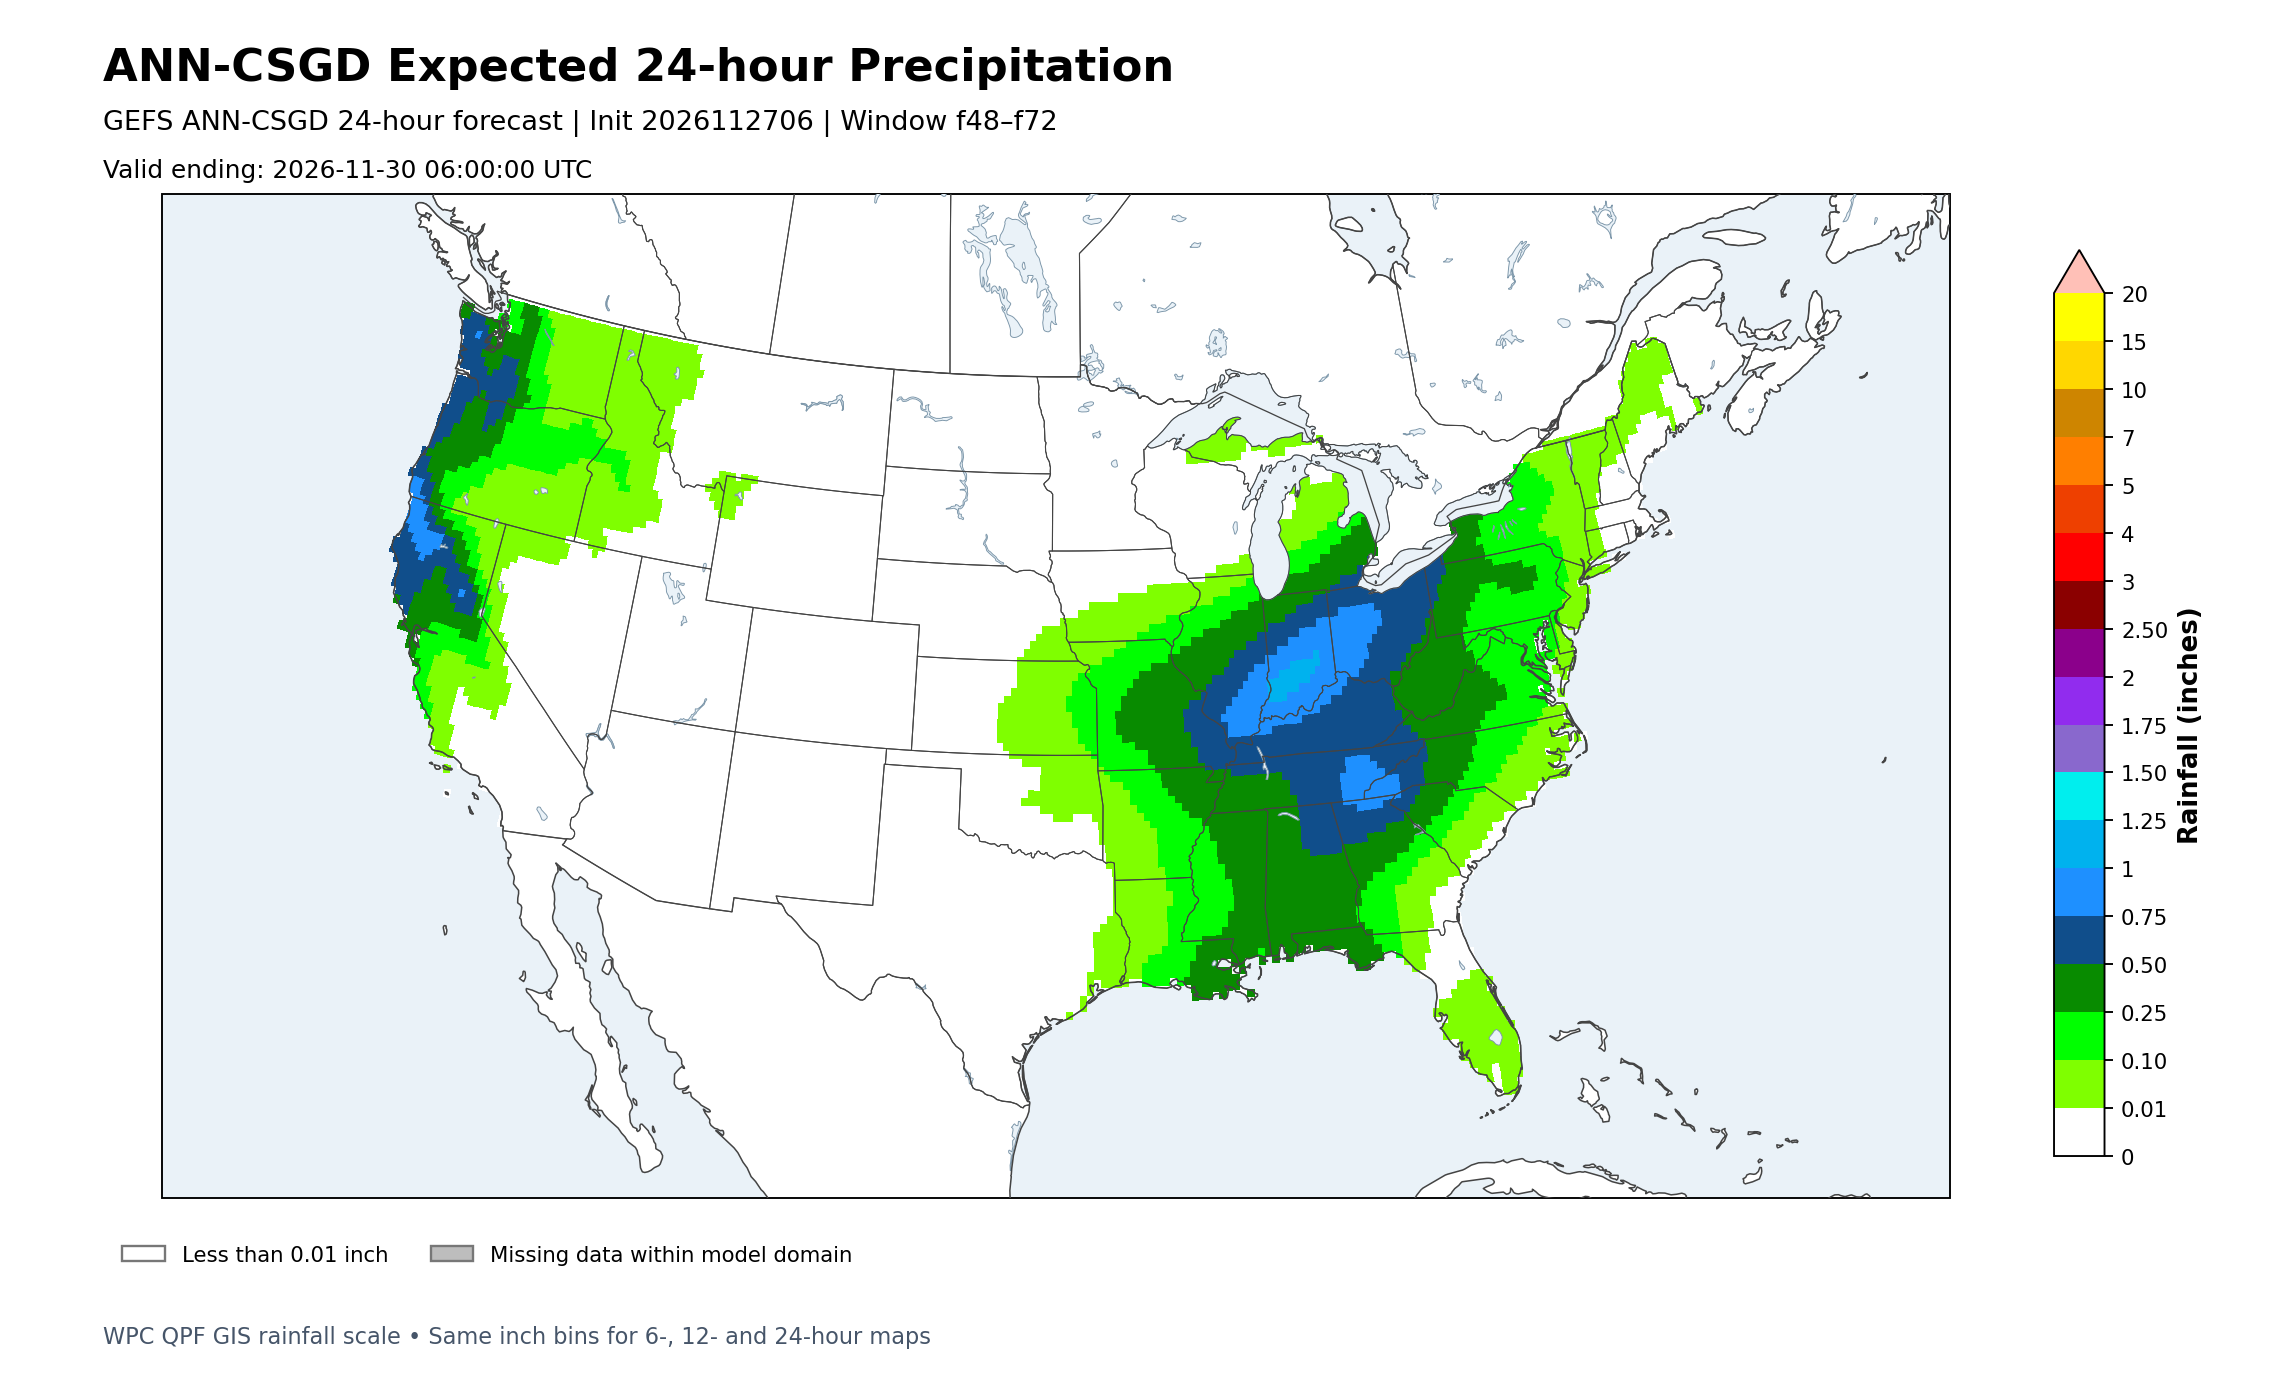 ANN-CSGD Expected 24-hour Precipitation
GEFS ANN-CSGD 24-hour forecast | Init 2026112706 | Window f48–f72
Valid ending: 2026-11-30 06:00:00 UTC
20
15
10
7
5
4
3
2.50
2
1.75
1.50
1.25
1
0.75
0.50
0.25
0.10
0.01
0
Rainfall (inches)
Less than 0.01 inch
Missing data within model domain
WPC QPF GIS rainfall scale • Same inch bins for 6-, 12- and 24-hour maps